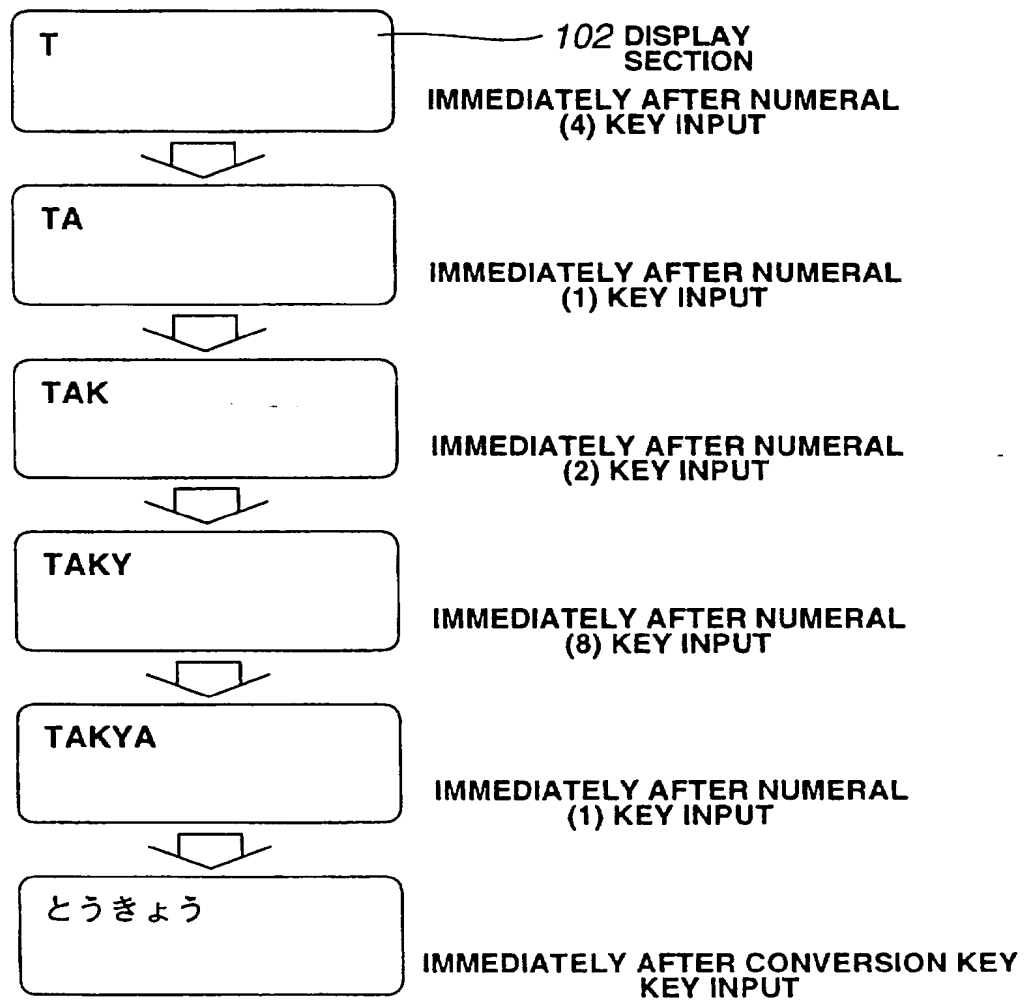 T
102 DISPLAY
SECTION
IMMEDIATELY AFTER NUMERAL
(4) KEY INPUT
TA
IMMEDIATELY AFTER NUMERAL
(1) KEY INPUT
TAK
IMMEDIATELY AFTER NUMERAL
(2) KEY INPUT
TAKY
IMMEDIATELY AFTER NUMERAL
(8) KEY INPUT
TAKYA
IMMEDIATELY AFTER NUMERAL
(1) KEY INPUT
とうきょう
IMMEDIATELY AFTER CONVERSION KEY
KEY INPUT